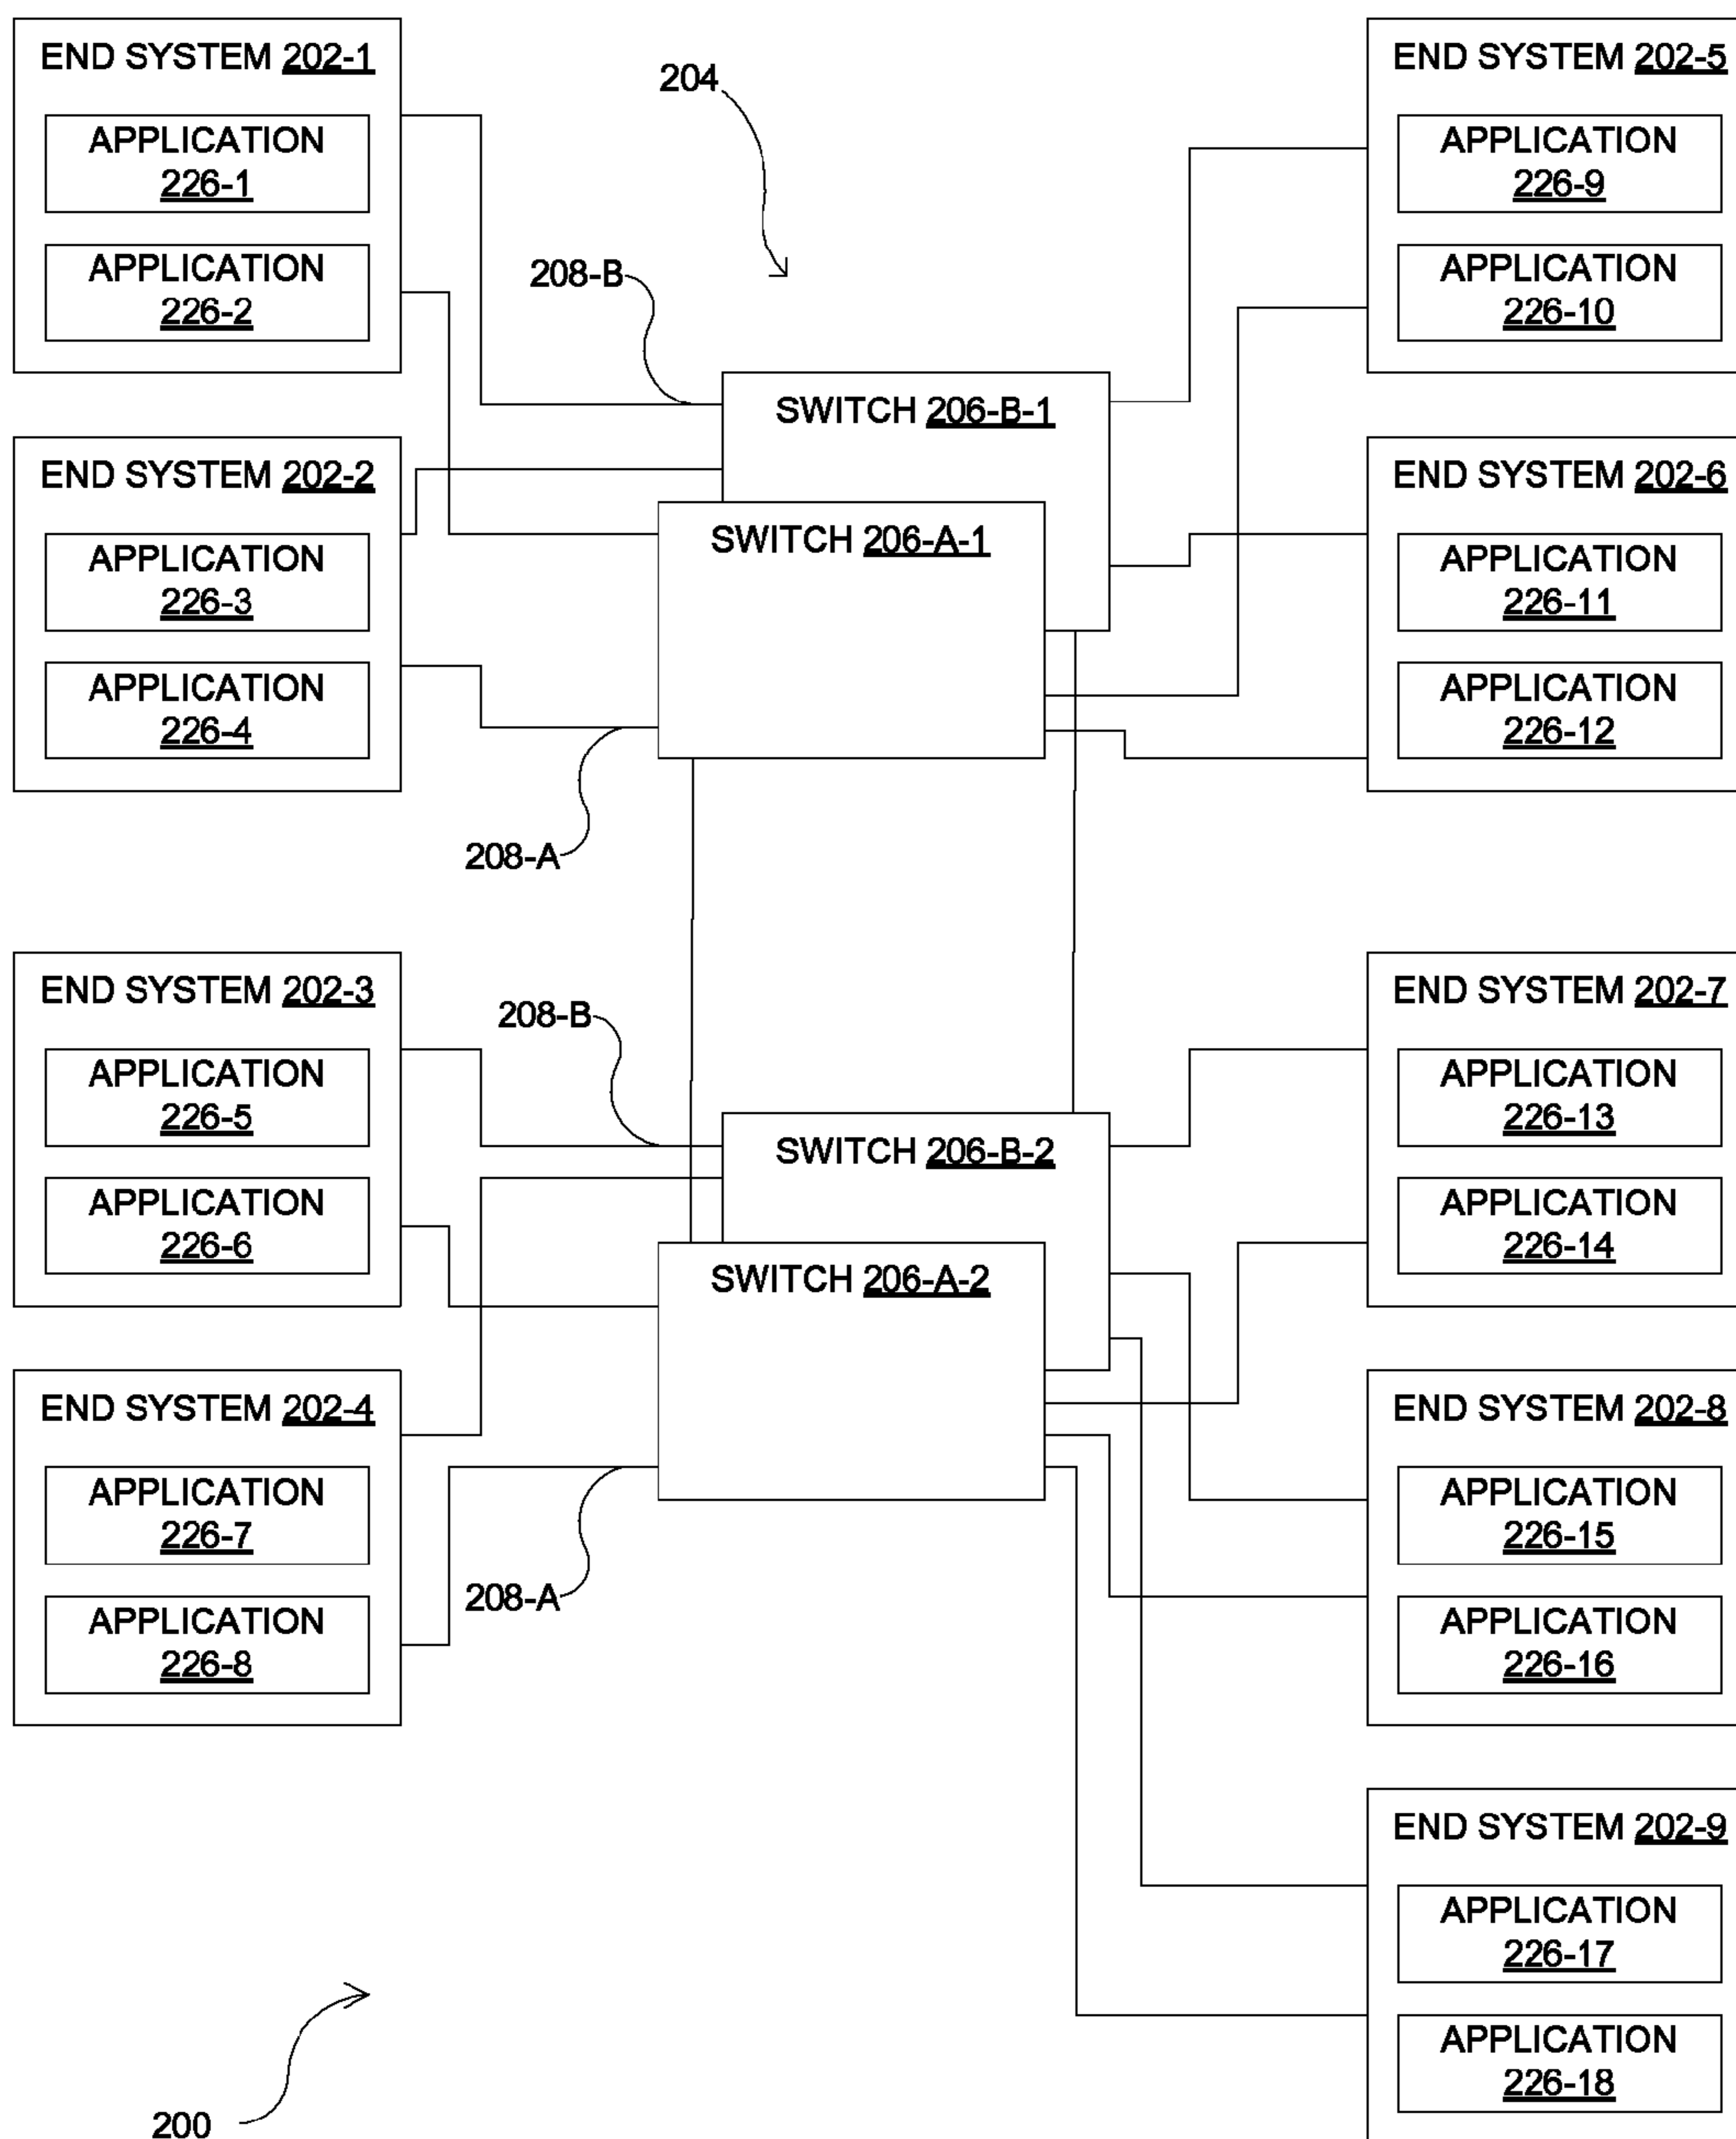 END SYSTEM 202-1
APPLICATION
226-1
APPLICATION
226-2
END SYSTEM 202-2
APPLICATION
226-3
APPLICATION
226-4
END SYSTEM 202-3
APPLICATION
226-5
APPLICATION
226-6
END SYSTEM 202-4
APPLICATION
226-7
APPLICATION
226-8
200
204
208-B
SWITCH 206-B-1
SWITCH 206-A-1
208-A
208-B
SWITCH 206-B-2
SWITCH 206-A-2
208-A
END SYSTEM 202-5
APPLICATION
226-9
APPLICATION
226-10
END SYSTEM 202-6
APPLICATION
226-11
APPLICATION
226-12
END SYSTEM 202-7
APPLICATION
226-13
APPLICATION
226-14
END SYSTEM 202-8
APPLICATION
226-15
APPLICATION
226-16
END SYSTEM 202-9
APPLICATION
226-17
APPLICATION
226-18